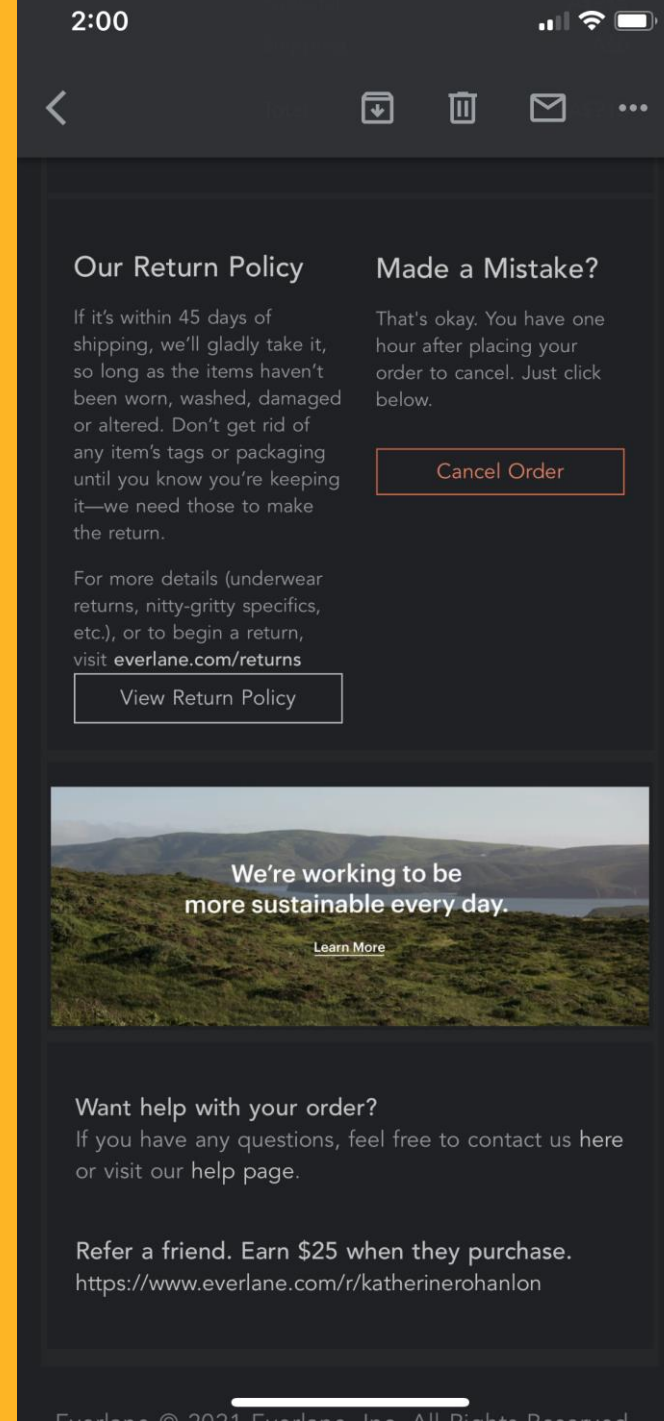 2:00
Our Return Policy
If it’s within 45 days of
shipping, we’ll gladly take it,
so long as the items haven’t
been worn, washed, damaged
or altered. Don’t get rid of
any item’s tags or packaging
until you know you’re keeping
it—we need those to make
the return.
For more details (underwear
returns, nitty-gritty specifics,
etc.), or to begin a return,
visit everlane.com/returns
View Return Policy
Made a Mistake?
That's okay. You have one
hour after placing your
order to cancel. Just click
below.
Cancel Order
We’re working to be
more sustainable every day.
Learn More
Want help with your order?
If you have any questions, feel free to contact us here
or visit our help page.
Refer a friend. Earn $25 when they purchase.
https://www.everlane.com/r/katherinerohanlon
Everlane © 2021 Everlane, Inc. All Rights Reserved